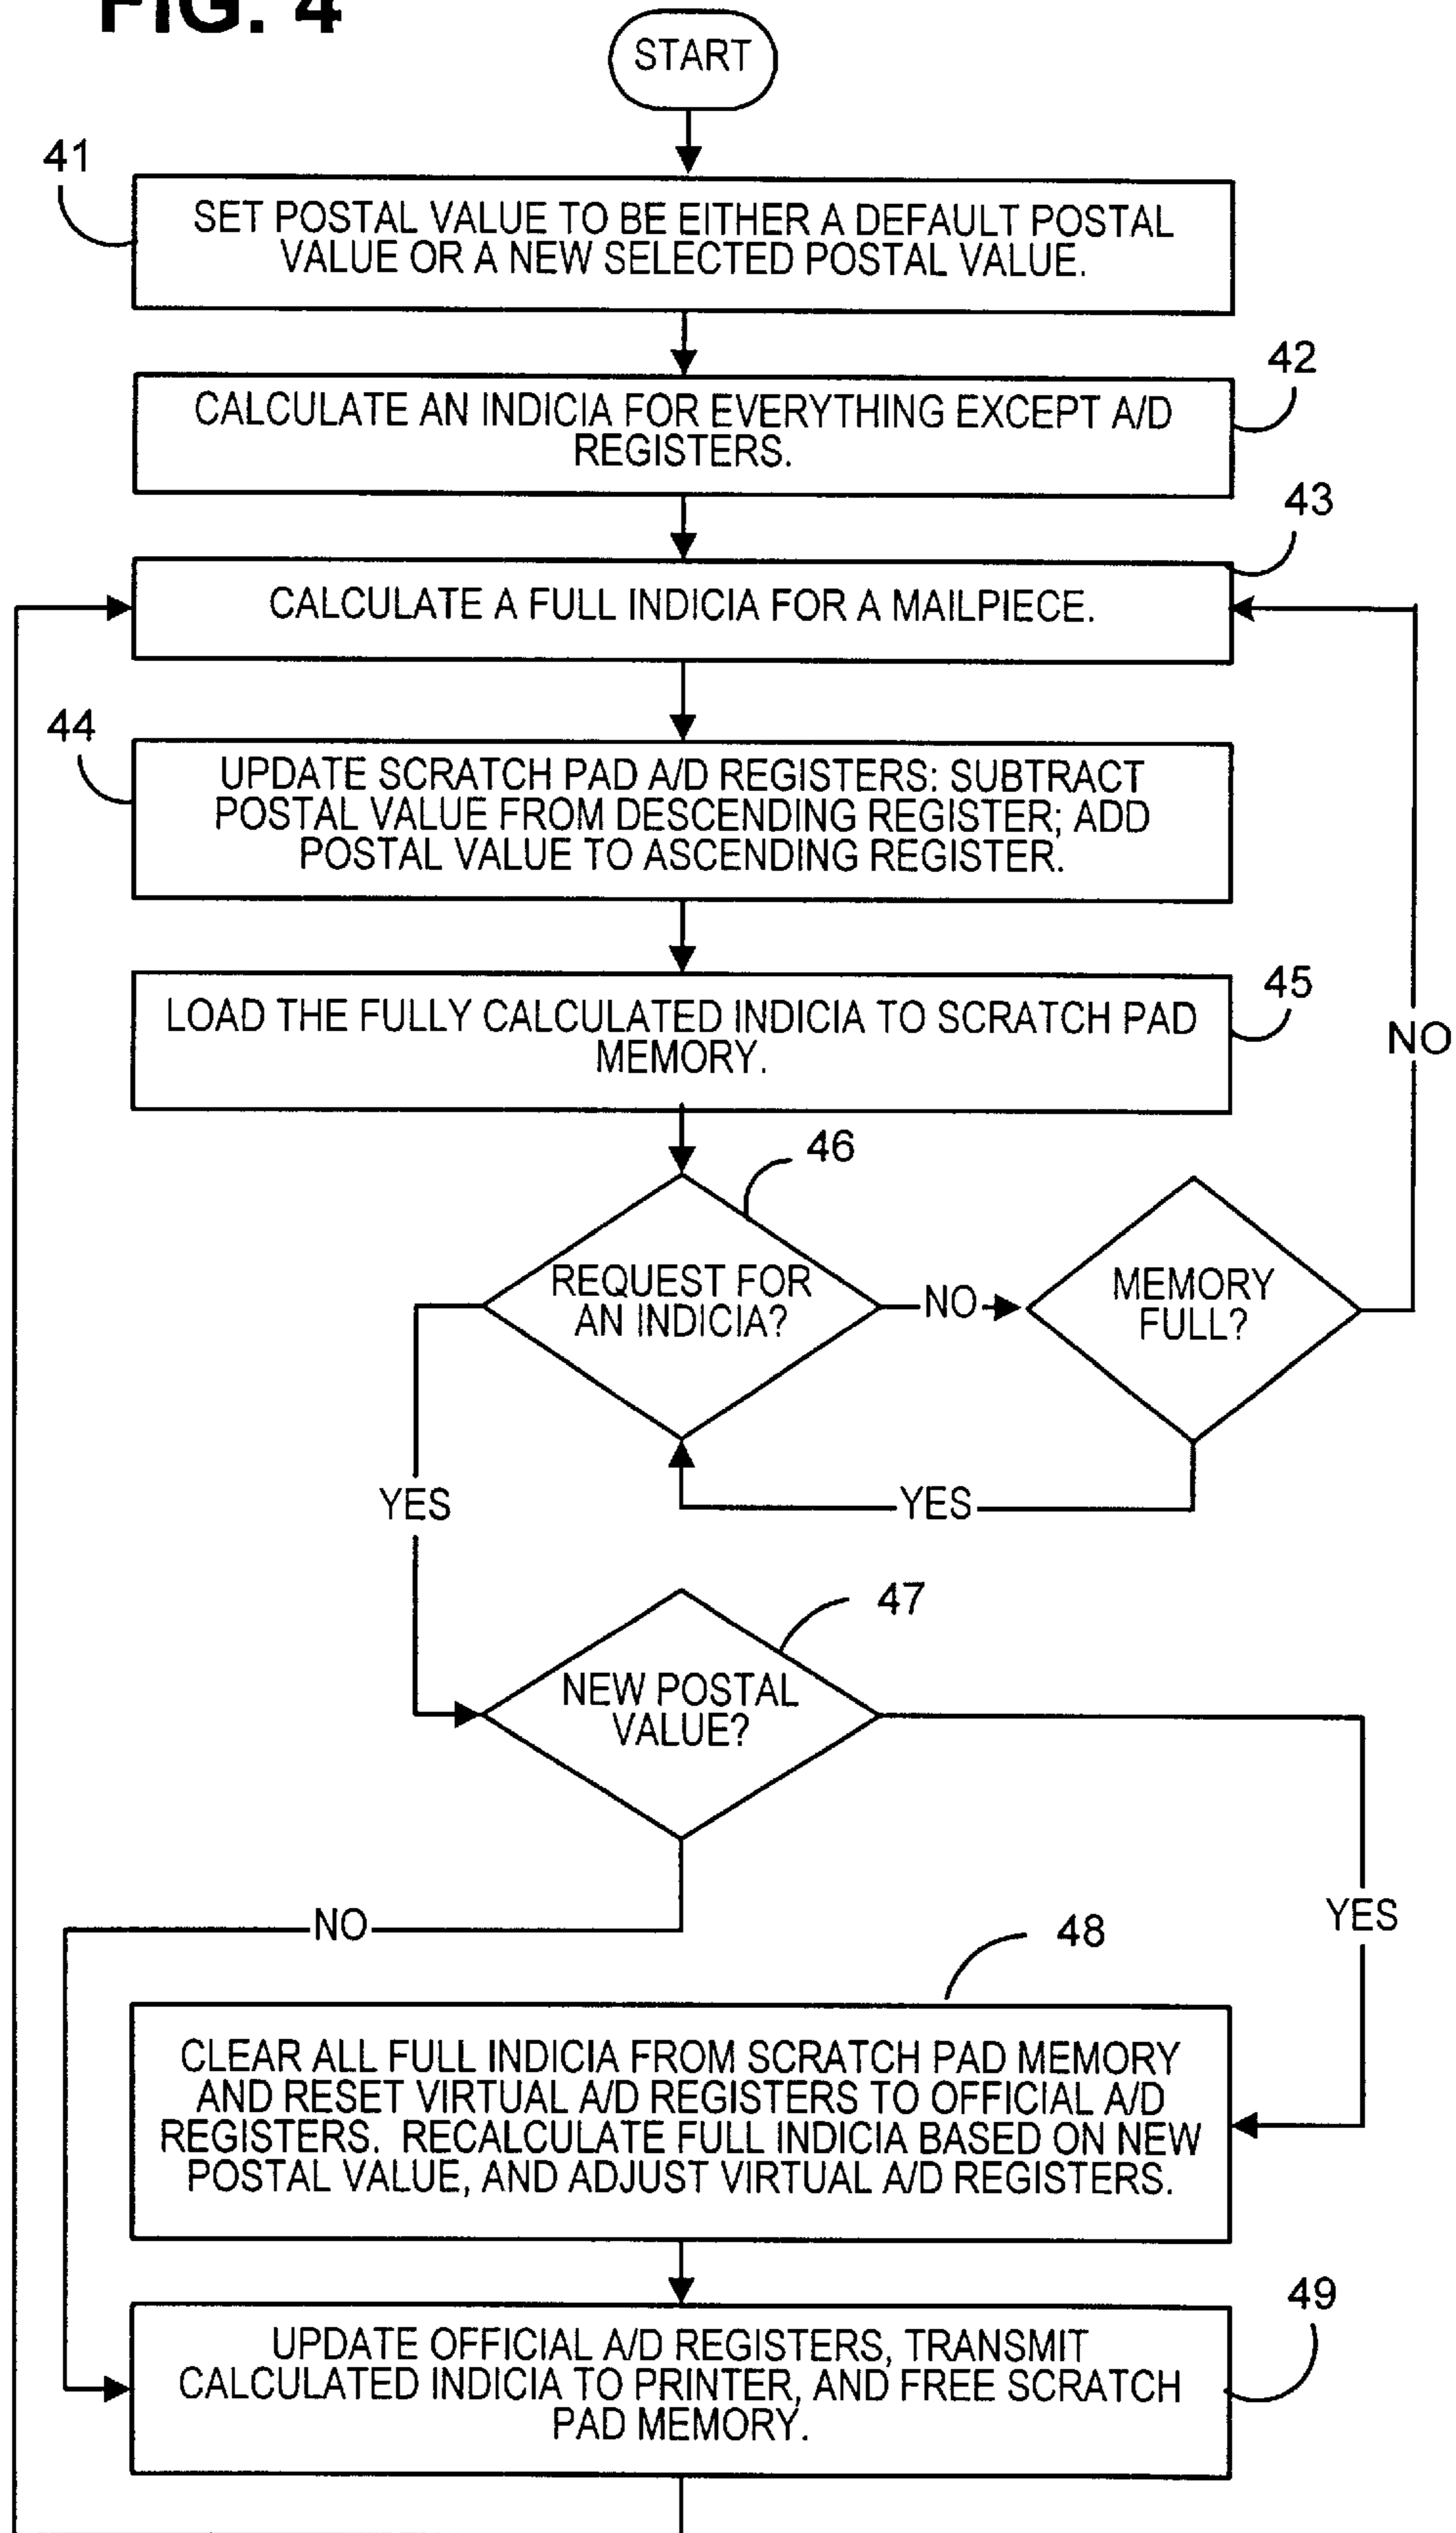 FIG. 4
START
41
SET POSTAL VALUE TO BE EITHER A DEFAULT POSTAL
VALUE OR A NEW SELECTED POSTAL VALUE.
42
CALCULATE AN INDICIA FOR EVERYTHING EXCEPT A/D
REGISTERS.
43
CALCULATE A FULL INDICIA FOR A MAILPIECE.
44
UPDATE SCRATCH PAD A/D REGISTERS: SUBTRACT
POSTAL VALUE FROM DESCENDING REGISTER; ADD
POSTAL VALUE TO ASCENDING REGISTER.
45
LOAD THE FULLY CALCULATED INDICIA TO SCRATCH PAD
MEMORY.
NO
46
REQUEST FOR
AN INDICIA?
NO
MEMORY
FULL?
YES
YES
47
NEW POSTAL
VALUE?
NO
YES
48
CLEAR ALL FULL INDICIA FROM SCRATCH PAD MEMORY
AND RESET VIRTUAL A/D REGISTERS TO OFFICIAL A/D
REGISTERS. RECALCULATE FULL INDICIA BASED ON NEW
POSTAL VALUE, AND ADJUST VIRTUAL A/D REGISTERS.
49
UPDATE OFFICIAL A/D REGISTERS, TRANSMIT
CALCULATED INDICIA TO PRINTER, AND FREE SCRATCH
PAD MEMORY.